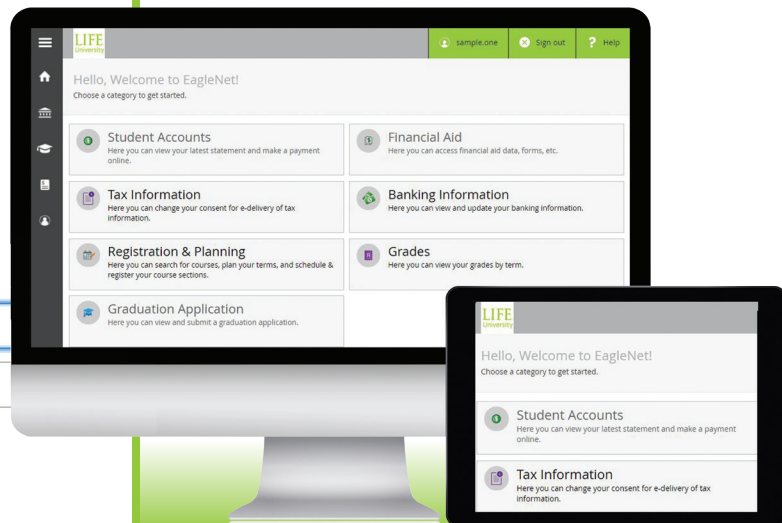 LIFE
University
sample.one
Sign out
? Help
Hello, Welcome to EagleNet!
Choose a category to get started.
Student Accounts
Here you can view your latest statement and make a payment
online.
Financial Aid
Here you can access financial aid data, forms, etc.
Tax Information
Here you can change your consent for e-delivery of tax
information.
Banking Information
Here you can view and update your banking information.
Registration & Planning
Here you can search for courses, plan your terms, and schedule &
register your course sections.
Grades
Here you can view your grades by term.
Graduation Application
Here you can view and submit a graduation application.
LIFE
University
Hello, Welcome to EagleNet!
Choose a category to get started.
Student Accounts
Here you can view your latest statement and make a payment
online.
Tax Information
Here you can change your consent for e-delivery of tax
information.